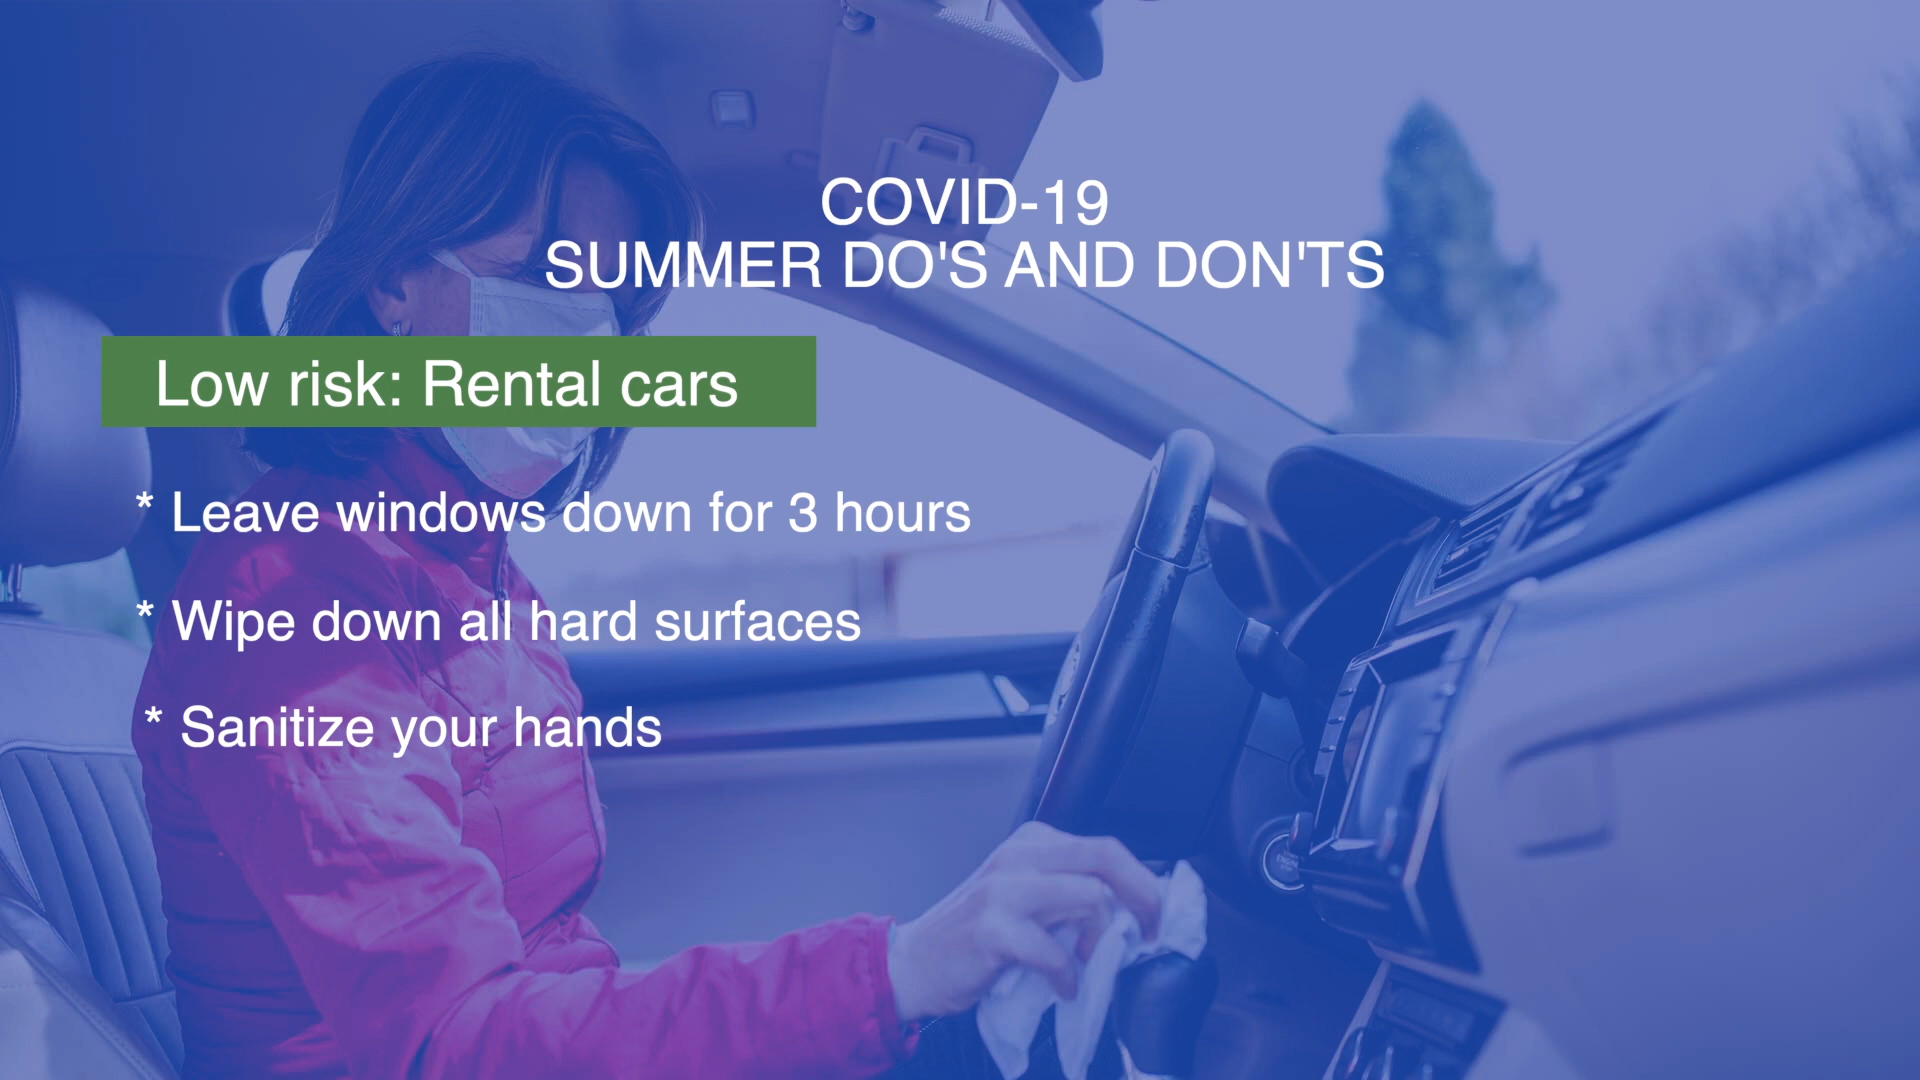 COVID-19
SUMMER DO'S AND DON'TS
Low risk: Rental cars
* Leave windows down for 3 hours
* Wipe down all hard surfaces
* Sanitize your hands
ENGINE